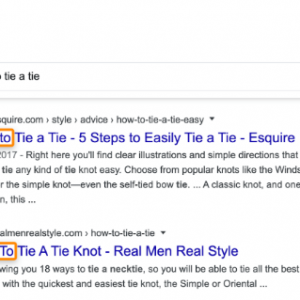 tie a tie
squire.com › style › advice › how-to-tie-a-tie-easy
to Tie a Tie - 5 Steps to Easily Tie a Tie - Esquire
2017 - Right here you'll find clear illustrations and simple directions that
tie any kind of tie knot easy. Choose from popular knots like the Winds
r the simple knot—even the self-tied bow tie. ... A classic knot, and one
n, this ...
almenrealstyle.com › how-to-tie-a-tie
To Tie A Tie Knot - Real Men Real Style
wing you 18 ways to tie a necktie, so you will be able to tie all the best
with the quickest and easiest tie knot, the Simple or Oriental ...